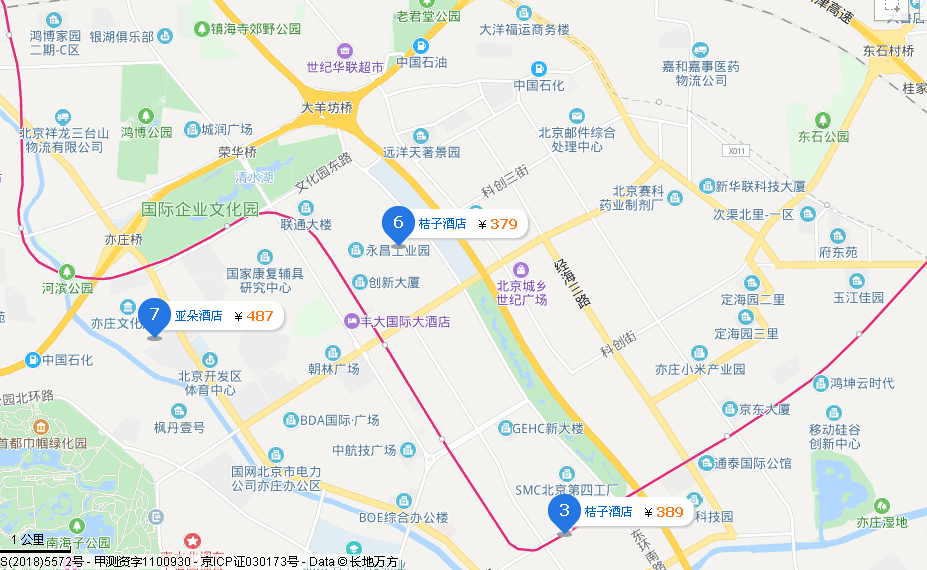 老君堂公园
津高速
大洋福运商务楼
鸿博家园
二期-C区
银湖俱乐部
镇海寺郊野公园
世纪华联超市
中国石油
东石村桥
嘉和嘉事医药
物流公司
中国石化
桂家
大羊坊桥
北京祥龙三台山
物流有限公司
鸿博公园
城润广场
北京邮件综合
处理中心
东石公园
荣华桥
远洋天著景园
X011
文化园东路
清水湖
科创三街
北京赛科
药业制剂厂
新华联科技大厦
国际企业文化园
联通大楼
6
桔子酒店
¥ 379
次渠北里-一区
亦庄桥
永昌工业园
府东苑
国家康复辅具
研究中心
创新大厦
经海三路
北京城乡
世纪广场
河滨公园
定海园二里
玉江佳园
亦庄文化
7
亚朵酒店
¥ 487
丰大国际大酒店
定海园三里
科创街
中国石化
朝林广场
北京开发区
体育中心
亦庄小米产业园
鸿坤云时代
公园北环路
枫丹壹号
BDA国际·广场
京东大厦
GEHC新大楼
移动硅谷
创新中心
首都巾帼绿化园
中航技广场
国网北京市电力
公司亦庄办公区
通泰国际公馆
SMC北京第四工厂
3
桔子酒店
¥ 389
科技园
BOE综合办公楼
亦庄湿地
1 公里
南海子公园
东环南路
S(2018)5572号 - 甲测资字1100930 - 京ICP证030173号 - Data © 长地万方